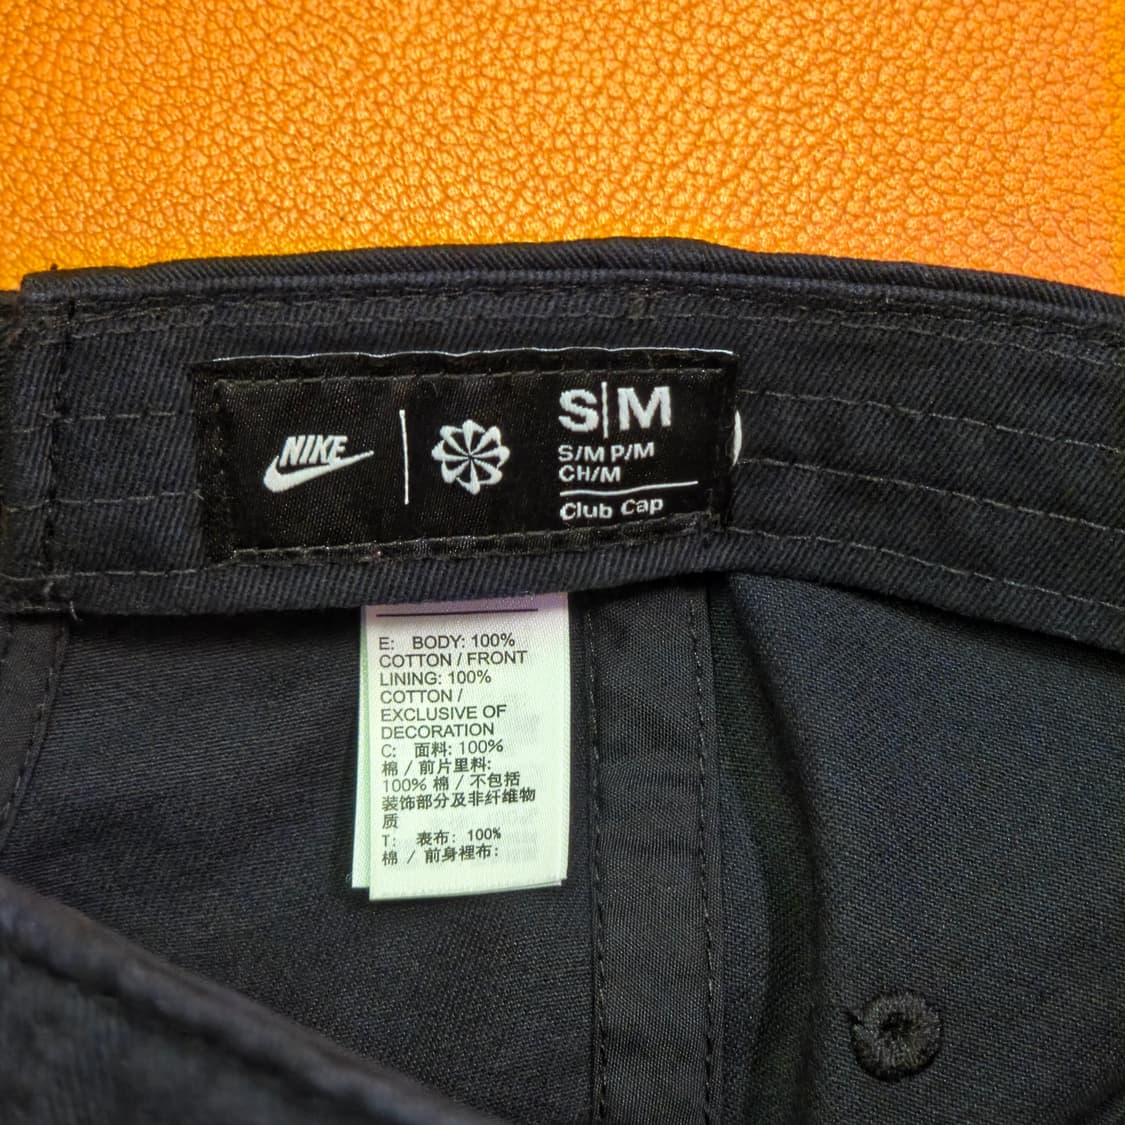 NIKE
S|M
S/M P/M
CH/M
Club Cap
E: BODY: 100%
COTTON / FRONT
LINING: 100%
COTTON /
EXCLUSIVE OF
DECORATION
C: 面料: 100%
棉 / 前片里料:
100% 棉 / 不包括
装饰部分及非纤维物
质
T: 表布: 100%
棉 / 前身裡布: